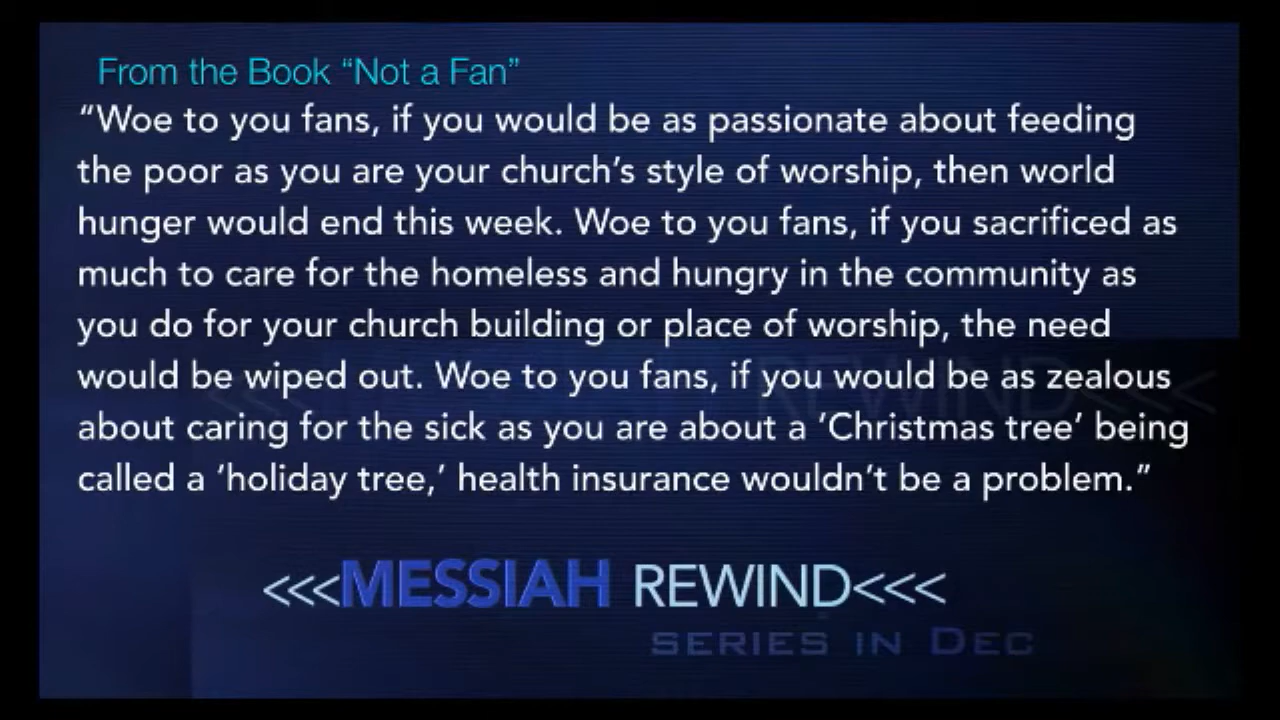 From the Book “Not a Fan”
“Woe to you fans, if you would be as passionate about feeding
the poor as you are your church’s style of worship, then world
hunger would end this week. Woe to you fans, if you sacrificed as
much to care for the homeless and hungry in the community as
you do for your church building or place of worship, the need
would be wiped out. Woe to you fans, if you would be as zealous
about caring for the sick as you are about a ‘Christmas tree’ being
called a ‘holiday tree,’ health insurance wouldn’t be a problem.”
REWIND<<<
<<<MESSIAH REWIND<<<
SERIES IN DEC